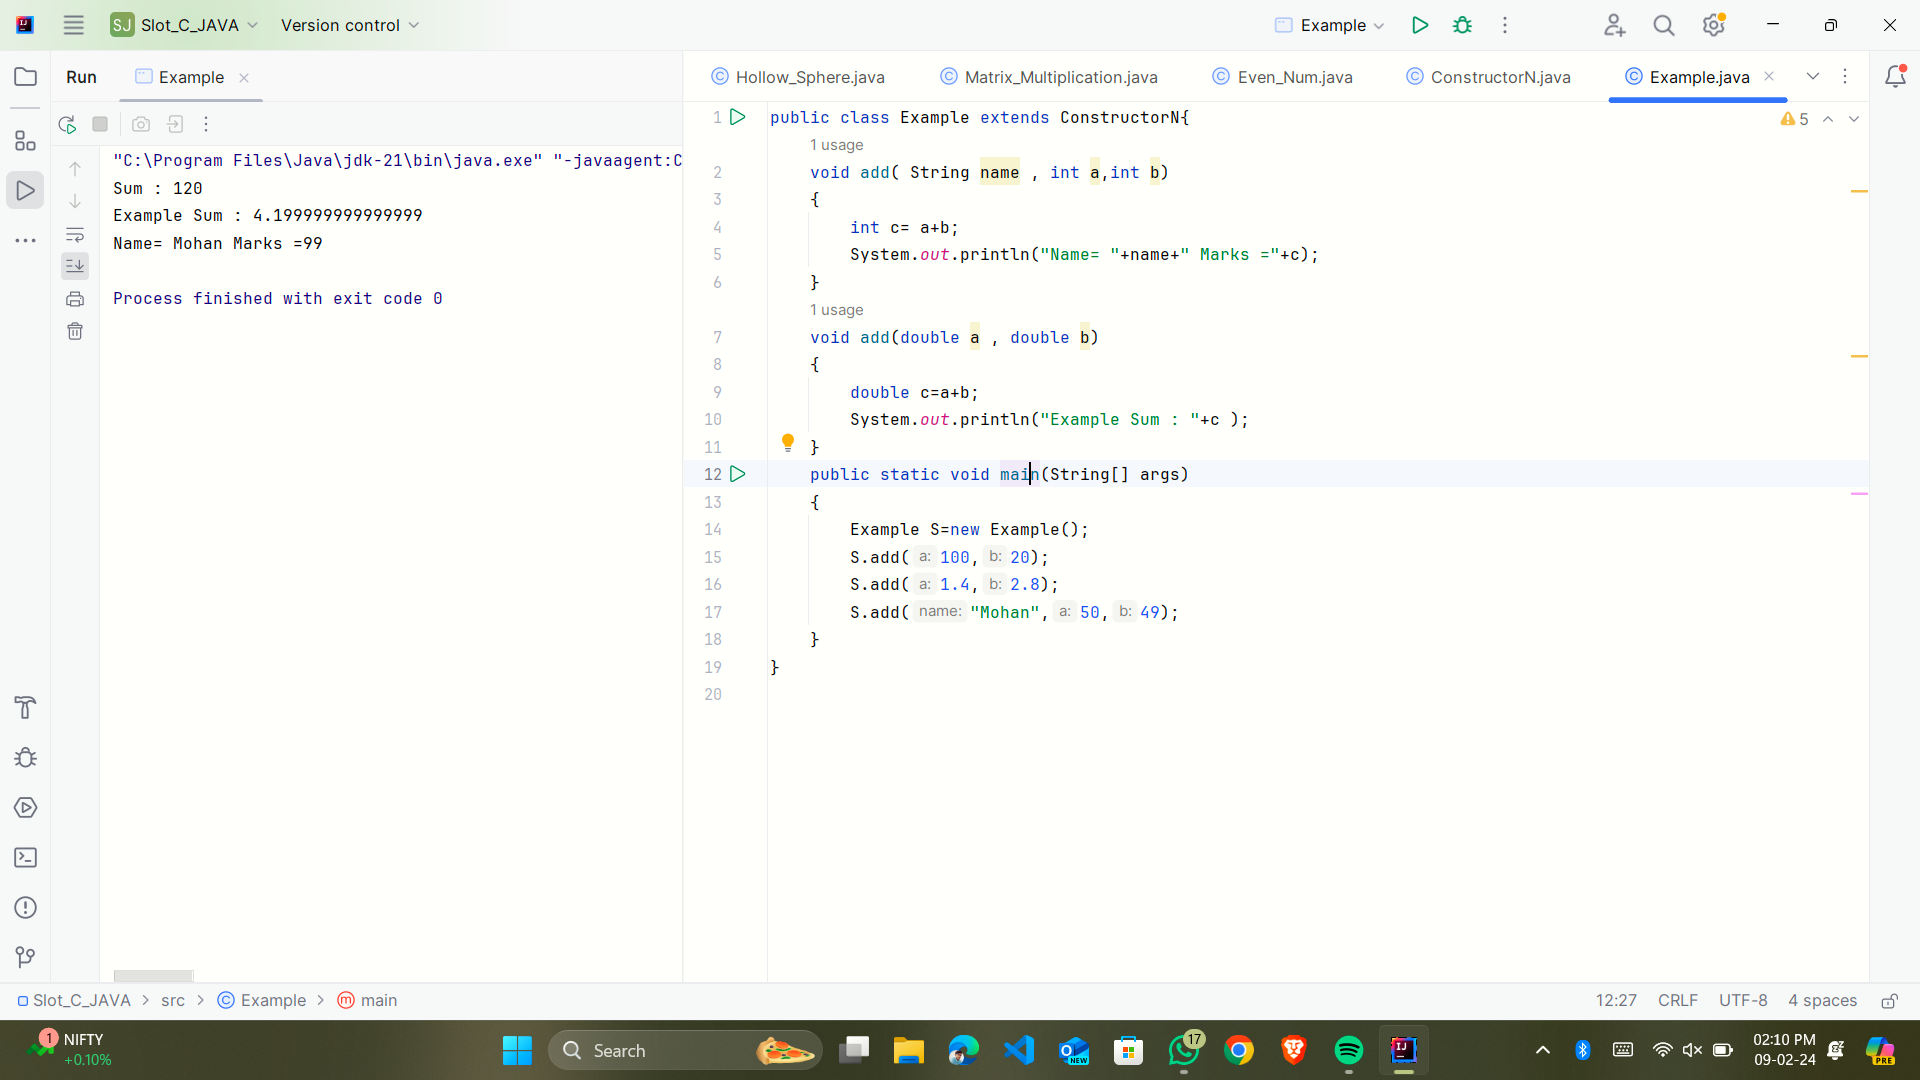 SJ Slot_C_JAVA Version control Example
Run Example
Hollow_Sphere.java Matrix_Multiplication.java Even_Num.java ConstructorN.java Example.java
"C:\Program Files\Java\jdk-21\bin\java.exe" "-javaagent:C
Sum : 120
Example Sum : 4.199999999999999
Name= Mohan Marks =99
Process finished with exit code 0
5
1 public class Example extends ConstructorN{
1 usage
2 void add( String name , int a,int b)
3 {
4 int c= a+b;
5 System.out.println("Name= "+name+" Marks ="+c);
6 }
1 usage
7 void add(double a , double b)
8 {
9 double c=a+b;
10 System.out.println("Example Sum : "+c );
11 }
12 public static void main(String[] args)
13 {
14 Example S=new Example();
15 S.add( a: 100, b: 20);
16 S.add( a: 1.4, b: 2.8);
17 S.add( name: "Mohan", a: 50, b: 49);
18 }
19 }
20
Slot_C_JAVA > src > Example > main 12:27 CRLF UTF-8 4 spaces
1 NIFTY
+0.10%
Search
NEW
17
IJ
02:10 PM
09-02-24
PRE